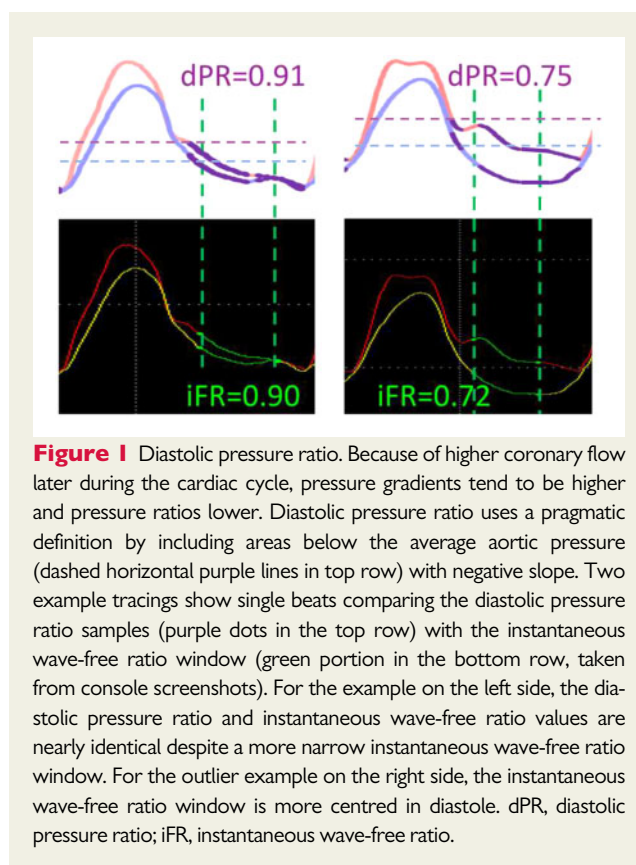 dPR=0.91
dPR=0.75
iFR=0.90
iFR=0.72
Figure 1 Diastolic pressure ratio. Because of higher coronary flow
later during the cardiac cycle, pressure gradients tend to be higher
and pressure ratios lower. Diastolic pressure ratio uses a pragmatic
definition by including areas below the average aortic pressure
(dashed horizontal purple lines in top row) with negative slope. Two
example tracings show single beats comparing the diastolic pressure
ratio samples (purple dots in the top row) with the instantaneous
wave-free ratio window (green portion in the bottom row, taken
from console screenshots). For the example on the left side, the dia-
stolic pressure ratio and instantaneous wave-free ratio values are
nearly identical despite a more narrow instantaneous wave-free ratio
window. For the outlier example on the right side, the instantaneous
wave-free ratio window is more centred in diastole. dPR, diastolic
pressure ratio; iFR, instantaneous wave-free ratio.